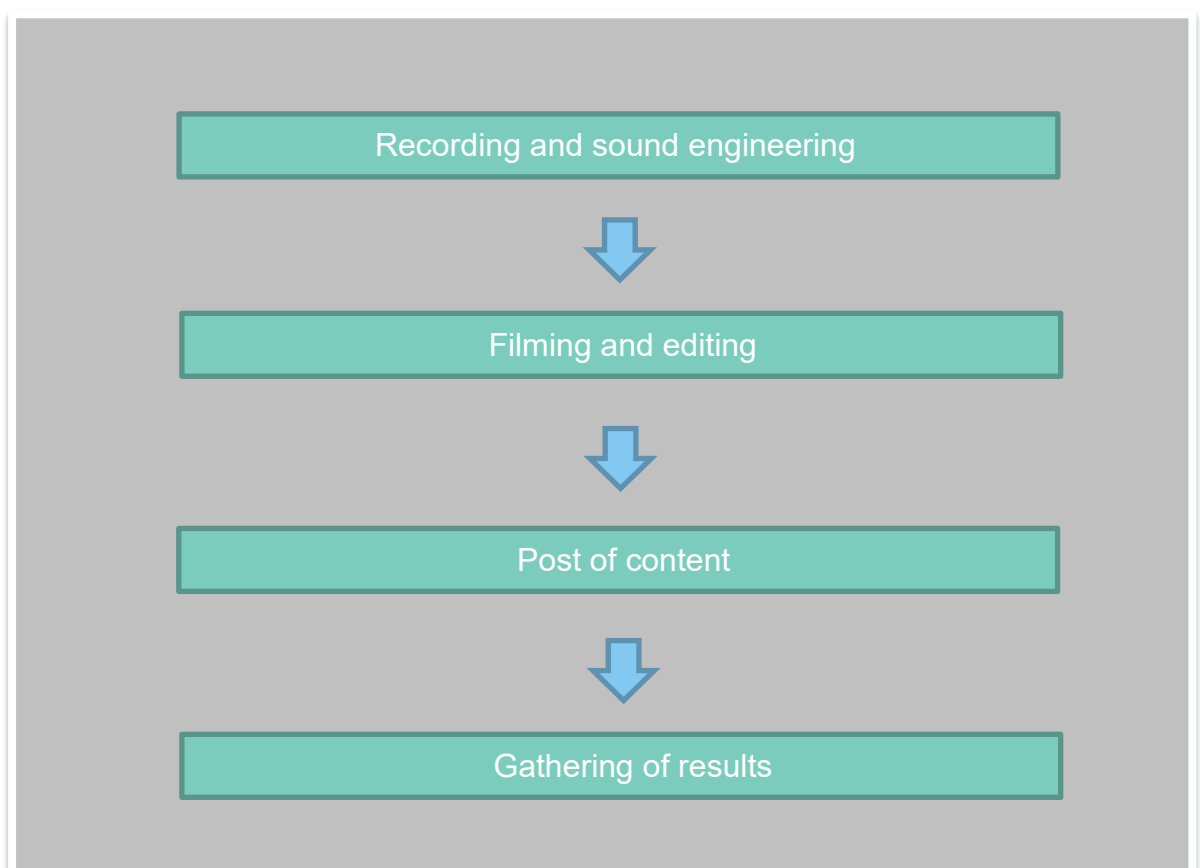 Recording and sound engineering
Filming and editing
Post of content
Gathering of results